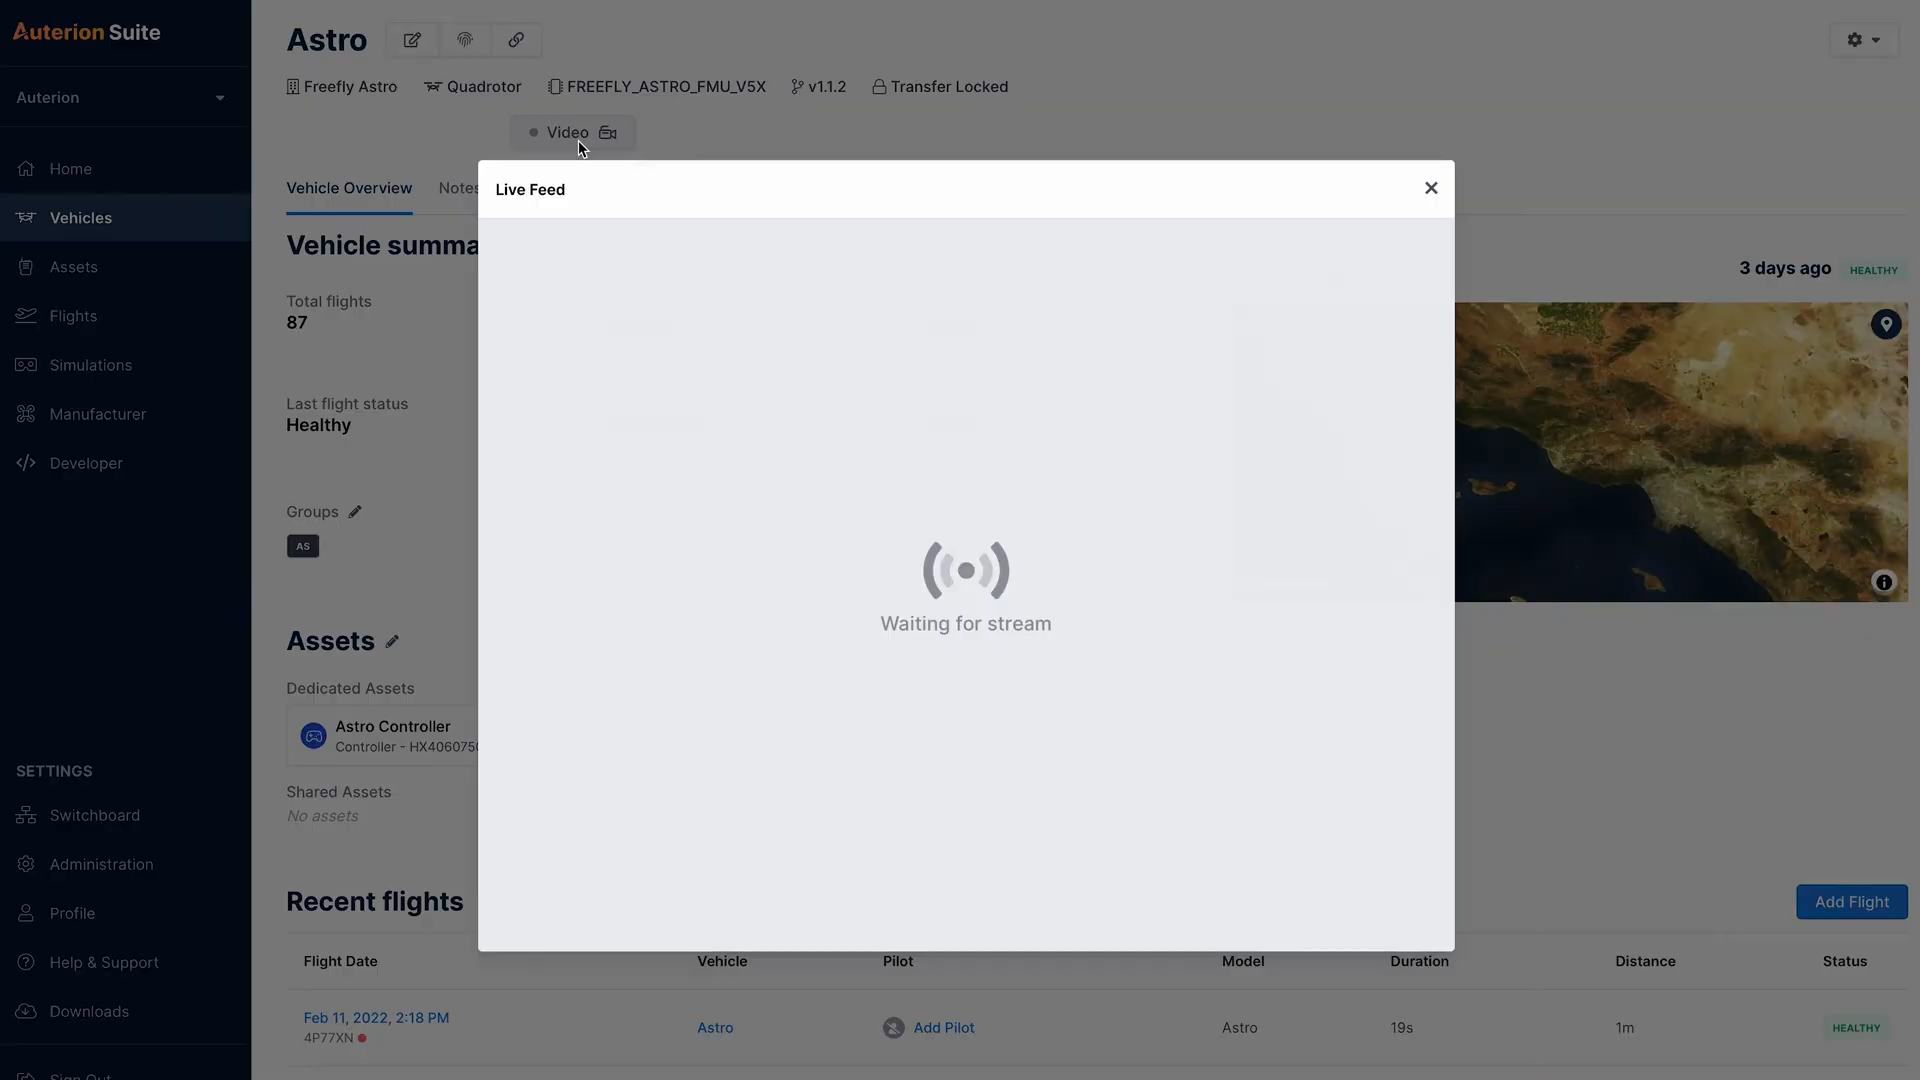 Auterion Suite
Auterion
Home
Vehicles
Assets
Flights
Simulations
Manufacturer
Developer
SETTINGS
Switchboard
Administration
Profile
Help & Support
Downloads
Sign Out
Astro
Freefly Astro
Quadrotor
FREEFLY_ASTRO_FMU_V5X
v1.1.2
Transfer Locked
Video
Vehicle Overview
Notes
Live Feed
Vehicle summa
3 days ago
HEALTHY
Total flights
87
Last flight status
Healthy
Groups
AS
Waiting for stream
Assets
Dedicated Assets
Astro Controller
Controller - HX406075
Shared Assets
No assets
Recent flights
Add Flight
Flight Date Vehicle Pilot Model Duration Distance Status
Feb 11, 2022, 2:18 PM Astro Add Pilot Astro 19s 1m HEALTHY
4P77XN